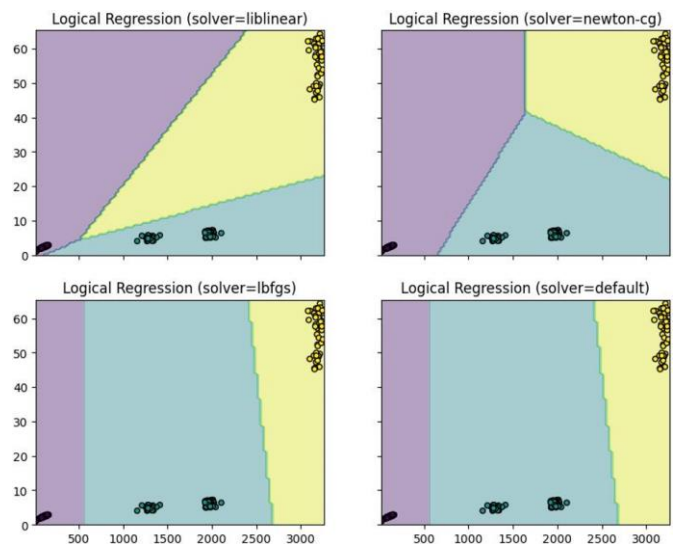 Logical Regression (solver=liblinear)
Logical Regression (solver=newton-cg)
60
50
40
30
20
10
0
Logical Regression (solver=lbfgs)
Logical Regression (solver=default)
60
50
40
30
20
10
0
500 1000 1500 2000 2500 3000
500 1000 1500 2000 2500 3000